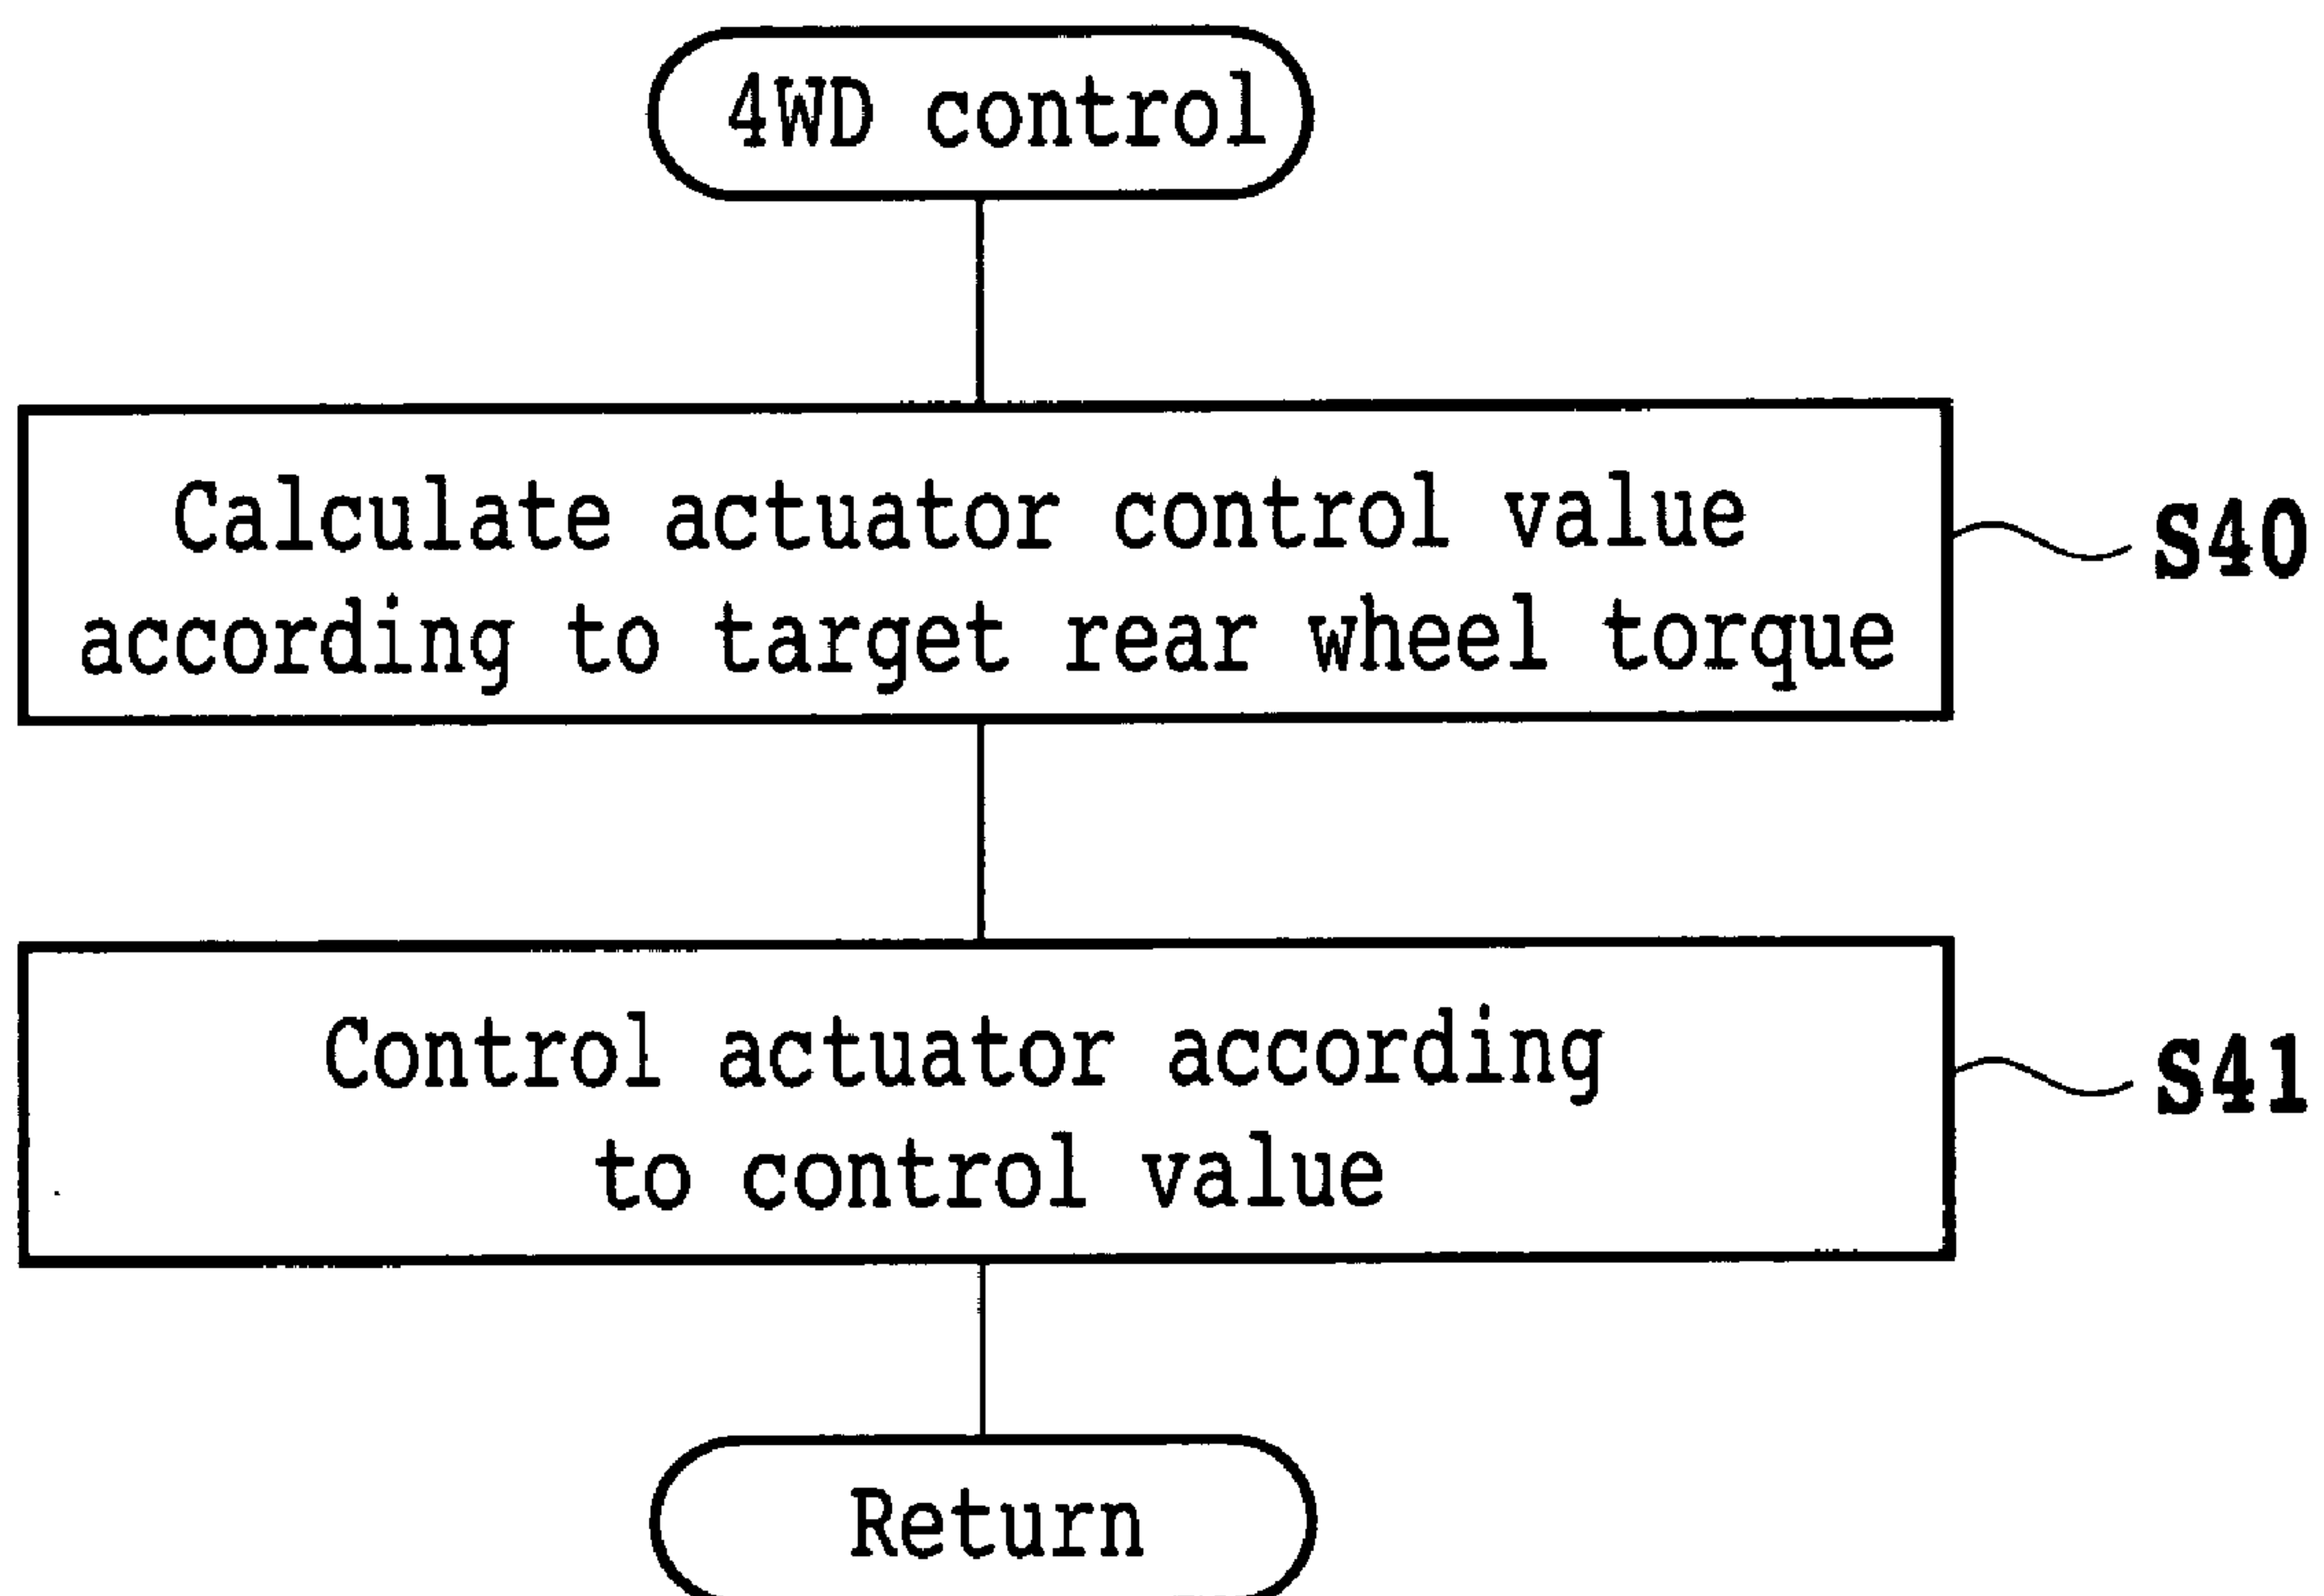 4WD control
Calculate actuator control value
according to target rear wheel torque
S40
Control actuator according
to control value
S41
Return